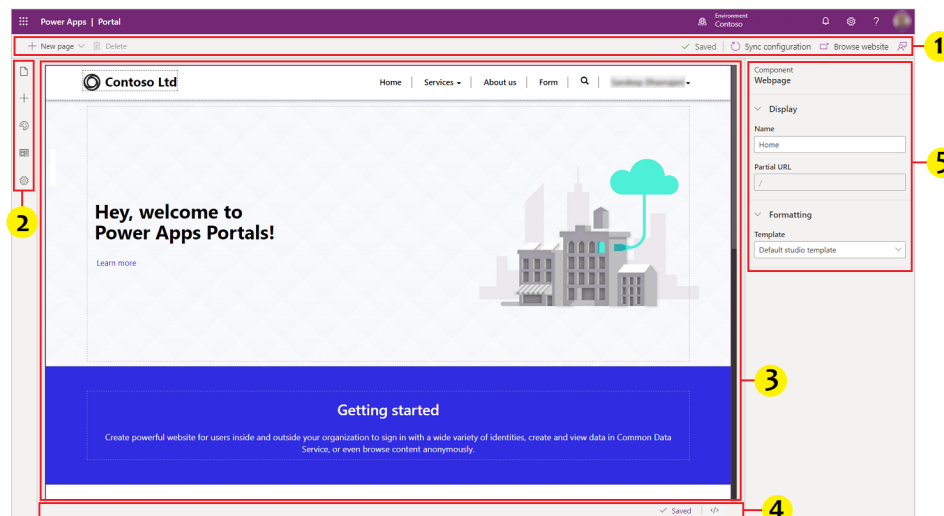 Power Apps | Portal
Environment
Contoso
?
New page
Delete
Saved
Sync configuration
Browse website
1
Contoso Ltd
Home
Services
About us
Form
Component
Webpage
Display
Name
Home
Partial URL
/
Formatting
Template
Default studio template
5
2
Hey, welcome to
Power Apps Portals!
Learn more
3
Getting started
Create powerful website for users inside and outside your organization to sign in with a wide variety of identities, create and view data in Common Data
Service, or even browse content anonymously.
Saved
</>
4